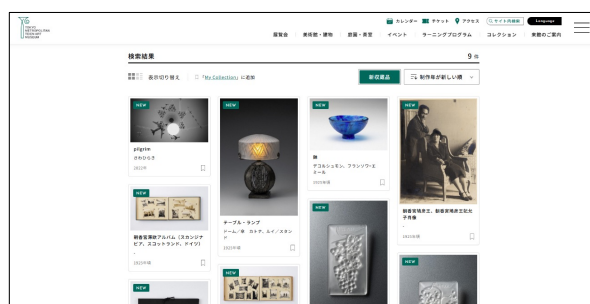 TOKYO
METROPOLITAN
TEIEN ART
MUSEUM
カレンダー
チケット
アクセス
サイト内検索
Language
展覧会
美術館・建物
庭園・茶室
イベント
ラーニングプログラム
コレクション
来館のご案内
検索結果
9 件
表示切り替え
「My Collection」に追加
新収蔵品
制作年が新しい順
NEW
pilgrim
さわひらき
2022年
NEW
朝香宮滞欧アルバム（スカンジナ
ビア、スコットランド、ドイツ）
-
1925年頃
NEW
テーブル・ランプ
ドーム／車 カトナ、ルイ／スタン
ド
1925年頃
NEW
NEW
鉢
デコルシュモン、フランソワ＝エ
ミール
1925年頃
NEW
NEW
朝香宮鳩彦王、朝香宮鳩彦王妃允
子肖像
-
1925年頃
NEW